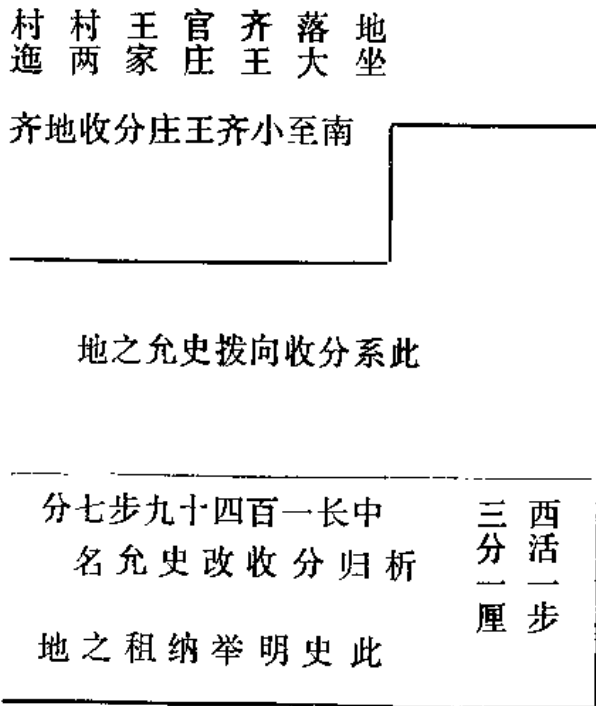 地坐
落大
齐王
官庄
王家
村两
村迤
南至小齐王庄分收地齐
此系分收向拨史允之地
西活一步
三分一厘
中长一百四十九步七分
析归分收改史允名
此史明举纳租之地